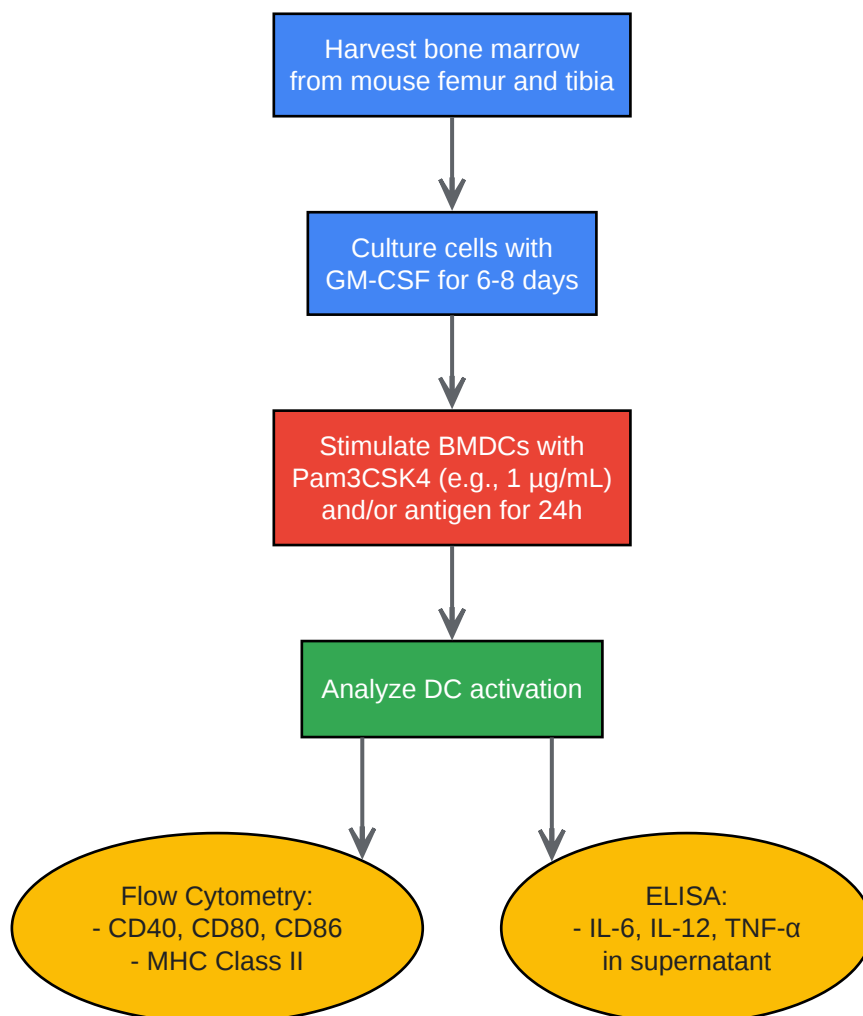 Harvest bone marrow
from mouse femur and tibia
Culture cells with
GM-CSF for 6-8 days
Stimulate BMDCs with
Pam3CSK4 (e.g., 1 µg/mL)
and/or antigen for 24h
Analyze DC activation
Flow Cytometry:
- CD40, CD80, CD86
- MHC Class II
ELISA:
- IL-6, IL-12, TNF-α
in supernatant